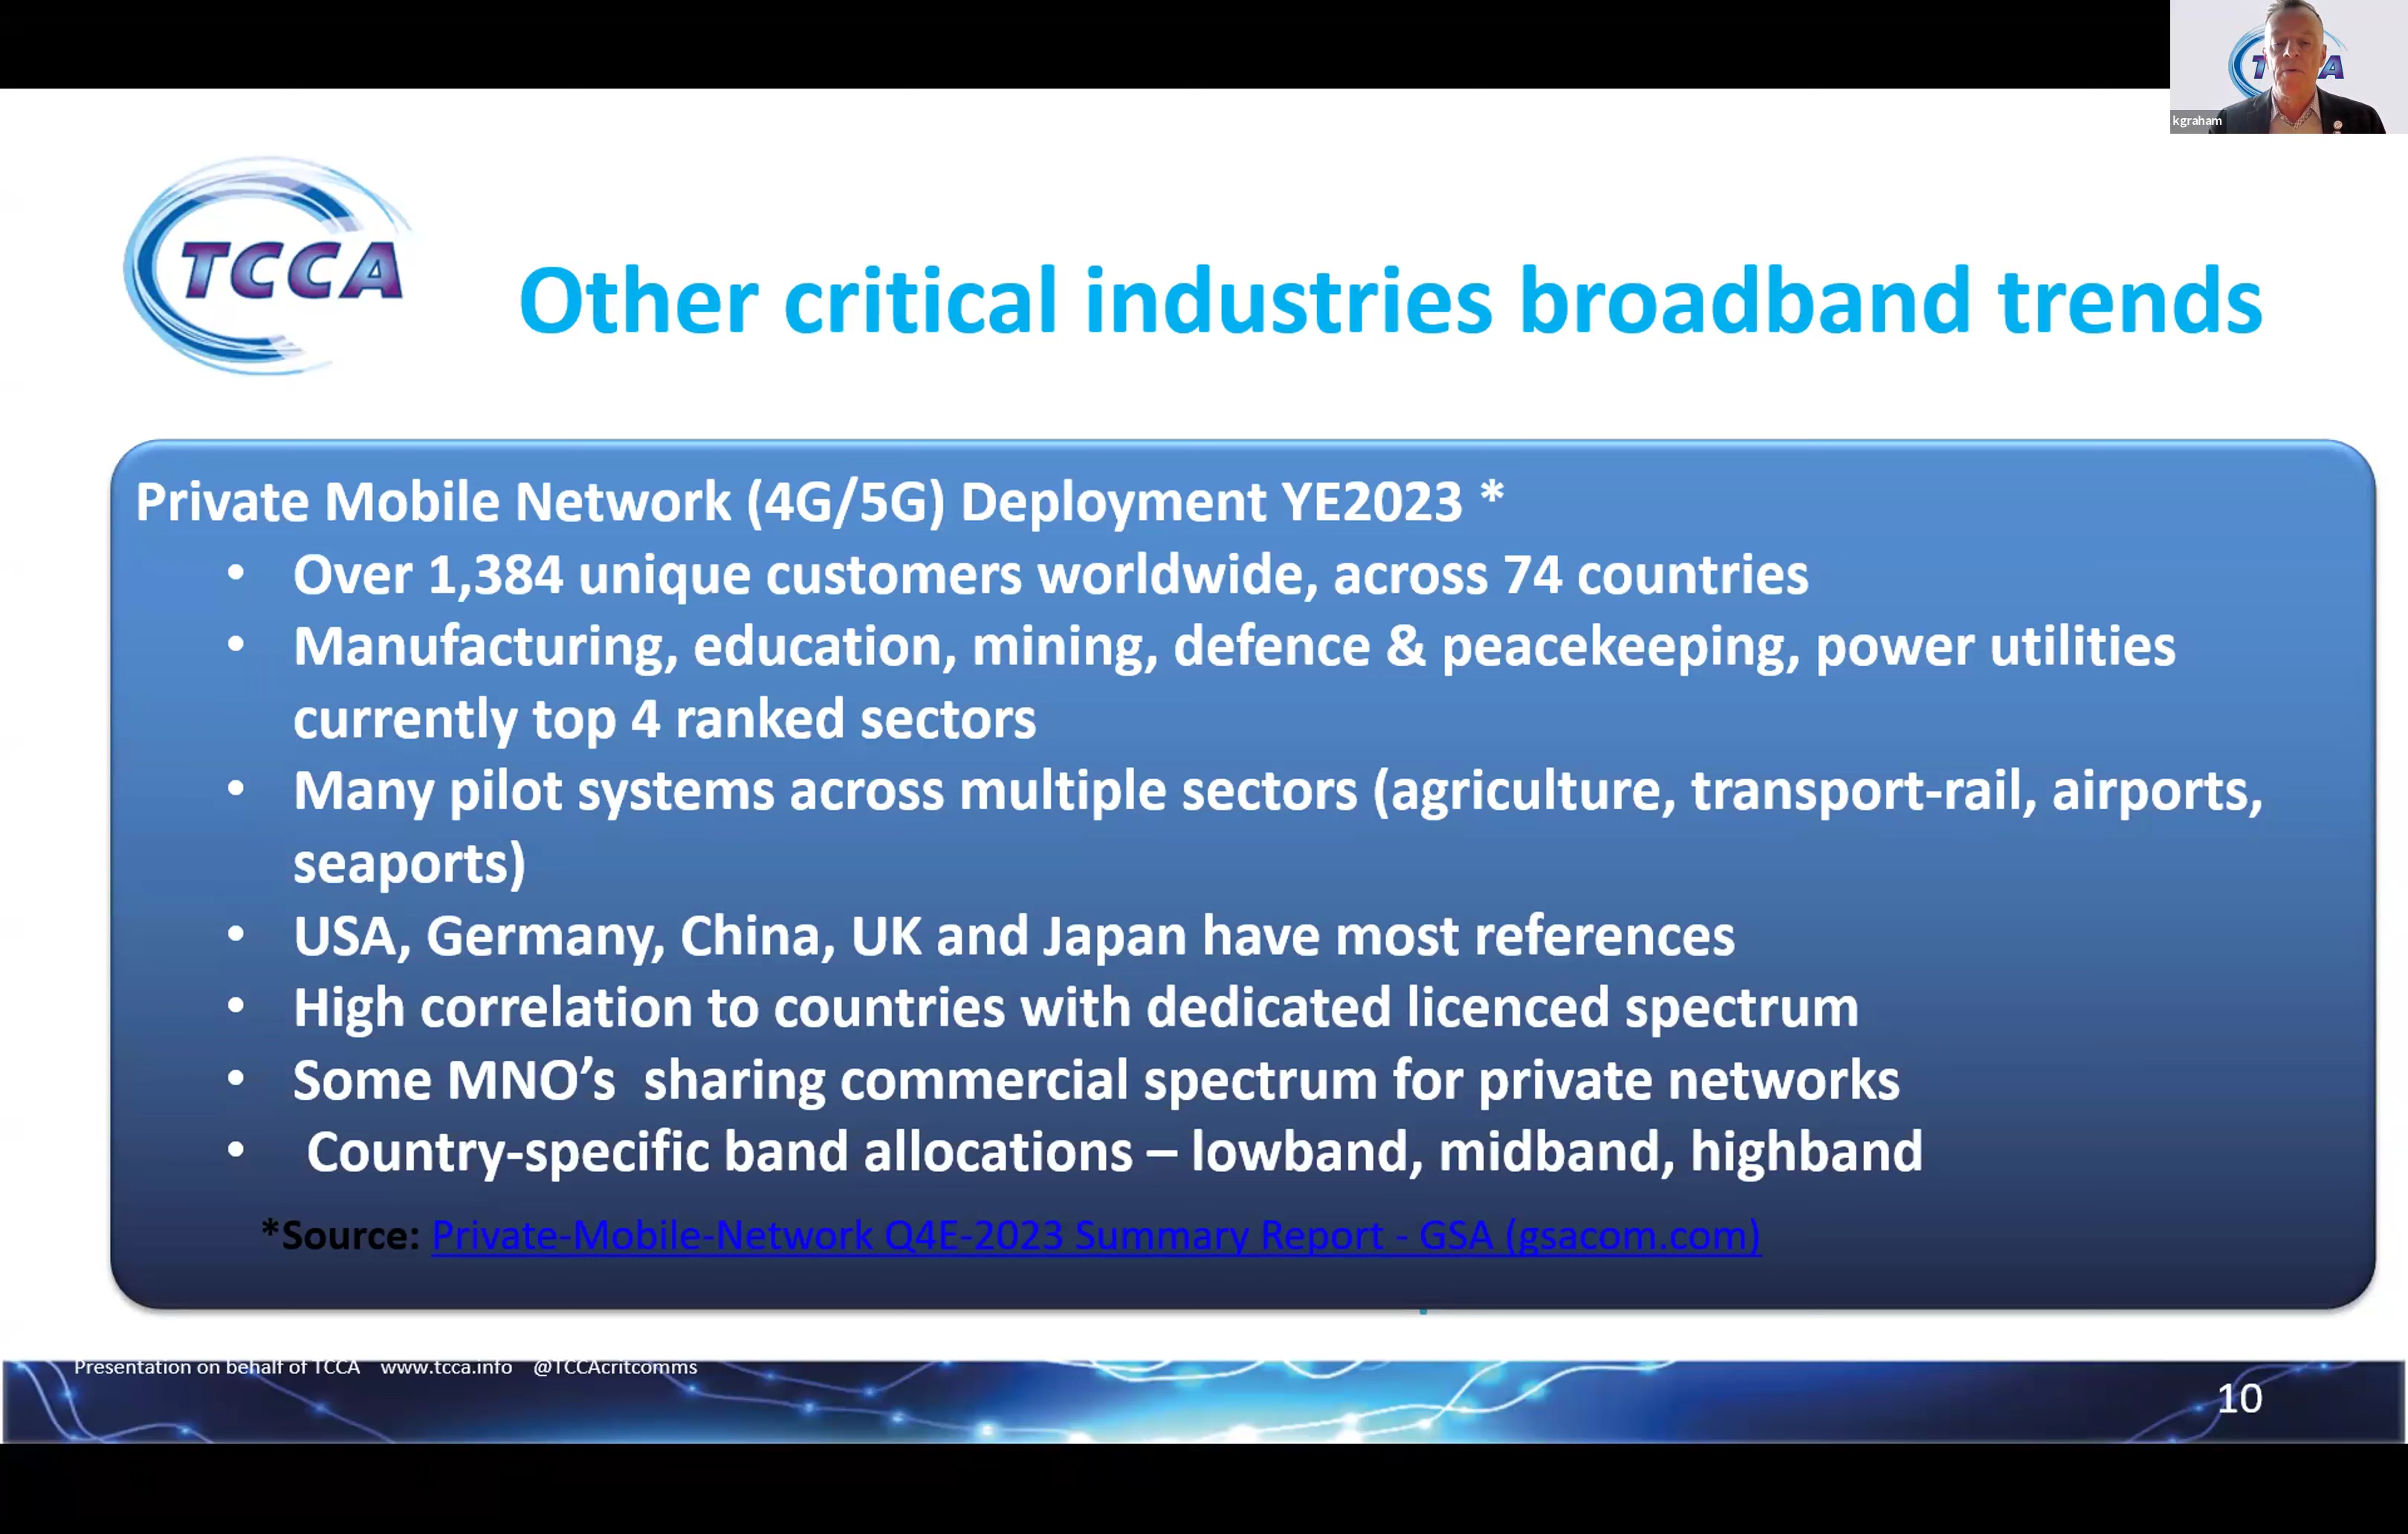 kgraham
TCCA
Other critical industries broadband trends
Private Mobile Network (4G/5G) Deployment YE2023 *
• Over 1,384 unique customers worldwide, across 74 countries
• Manufacturing, education, mining, defence & peacekeeping, power utilities
currently top 4 ranked sectors
• Many pilot systems across multiple sectors (agriculture, transport-rail, airports,
seaports)
• USA, Germany, China, UK and Japan have most references
• High correlation to countries with dedicated licenced spectrum
• Some MNO’s  sharing commercial spectrum for private networks
• Country-specific band allocations – lowband, midband, highband
*Source: Private-Mobile-Network Q4E-2023 Summary Report - GSA (gsacom.com)
Presentation on behalf of TCCA www.tcca.info @TCCAcritcomms
10